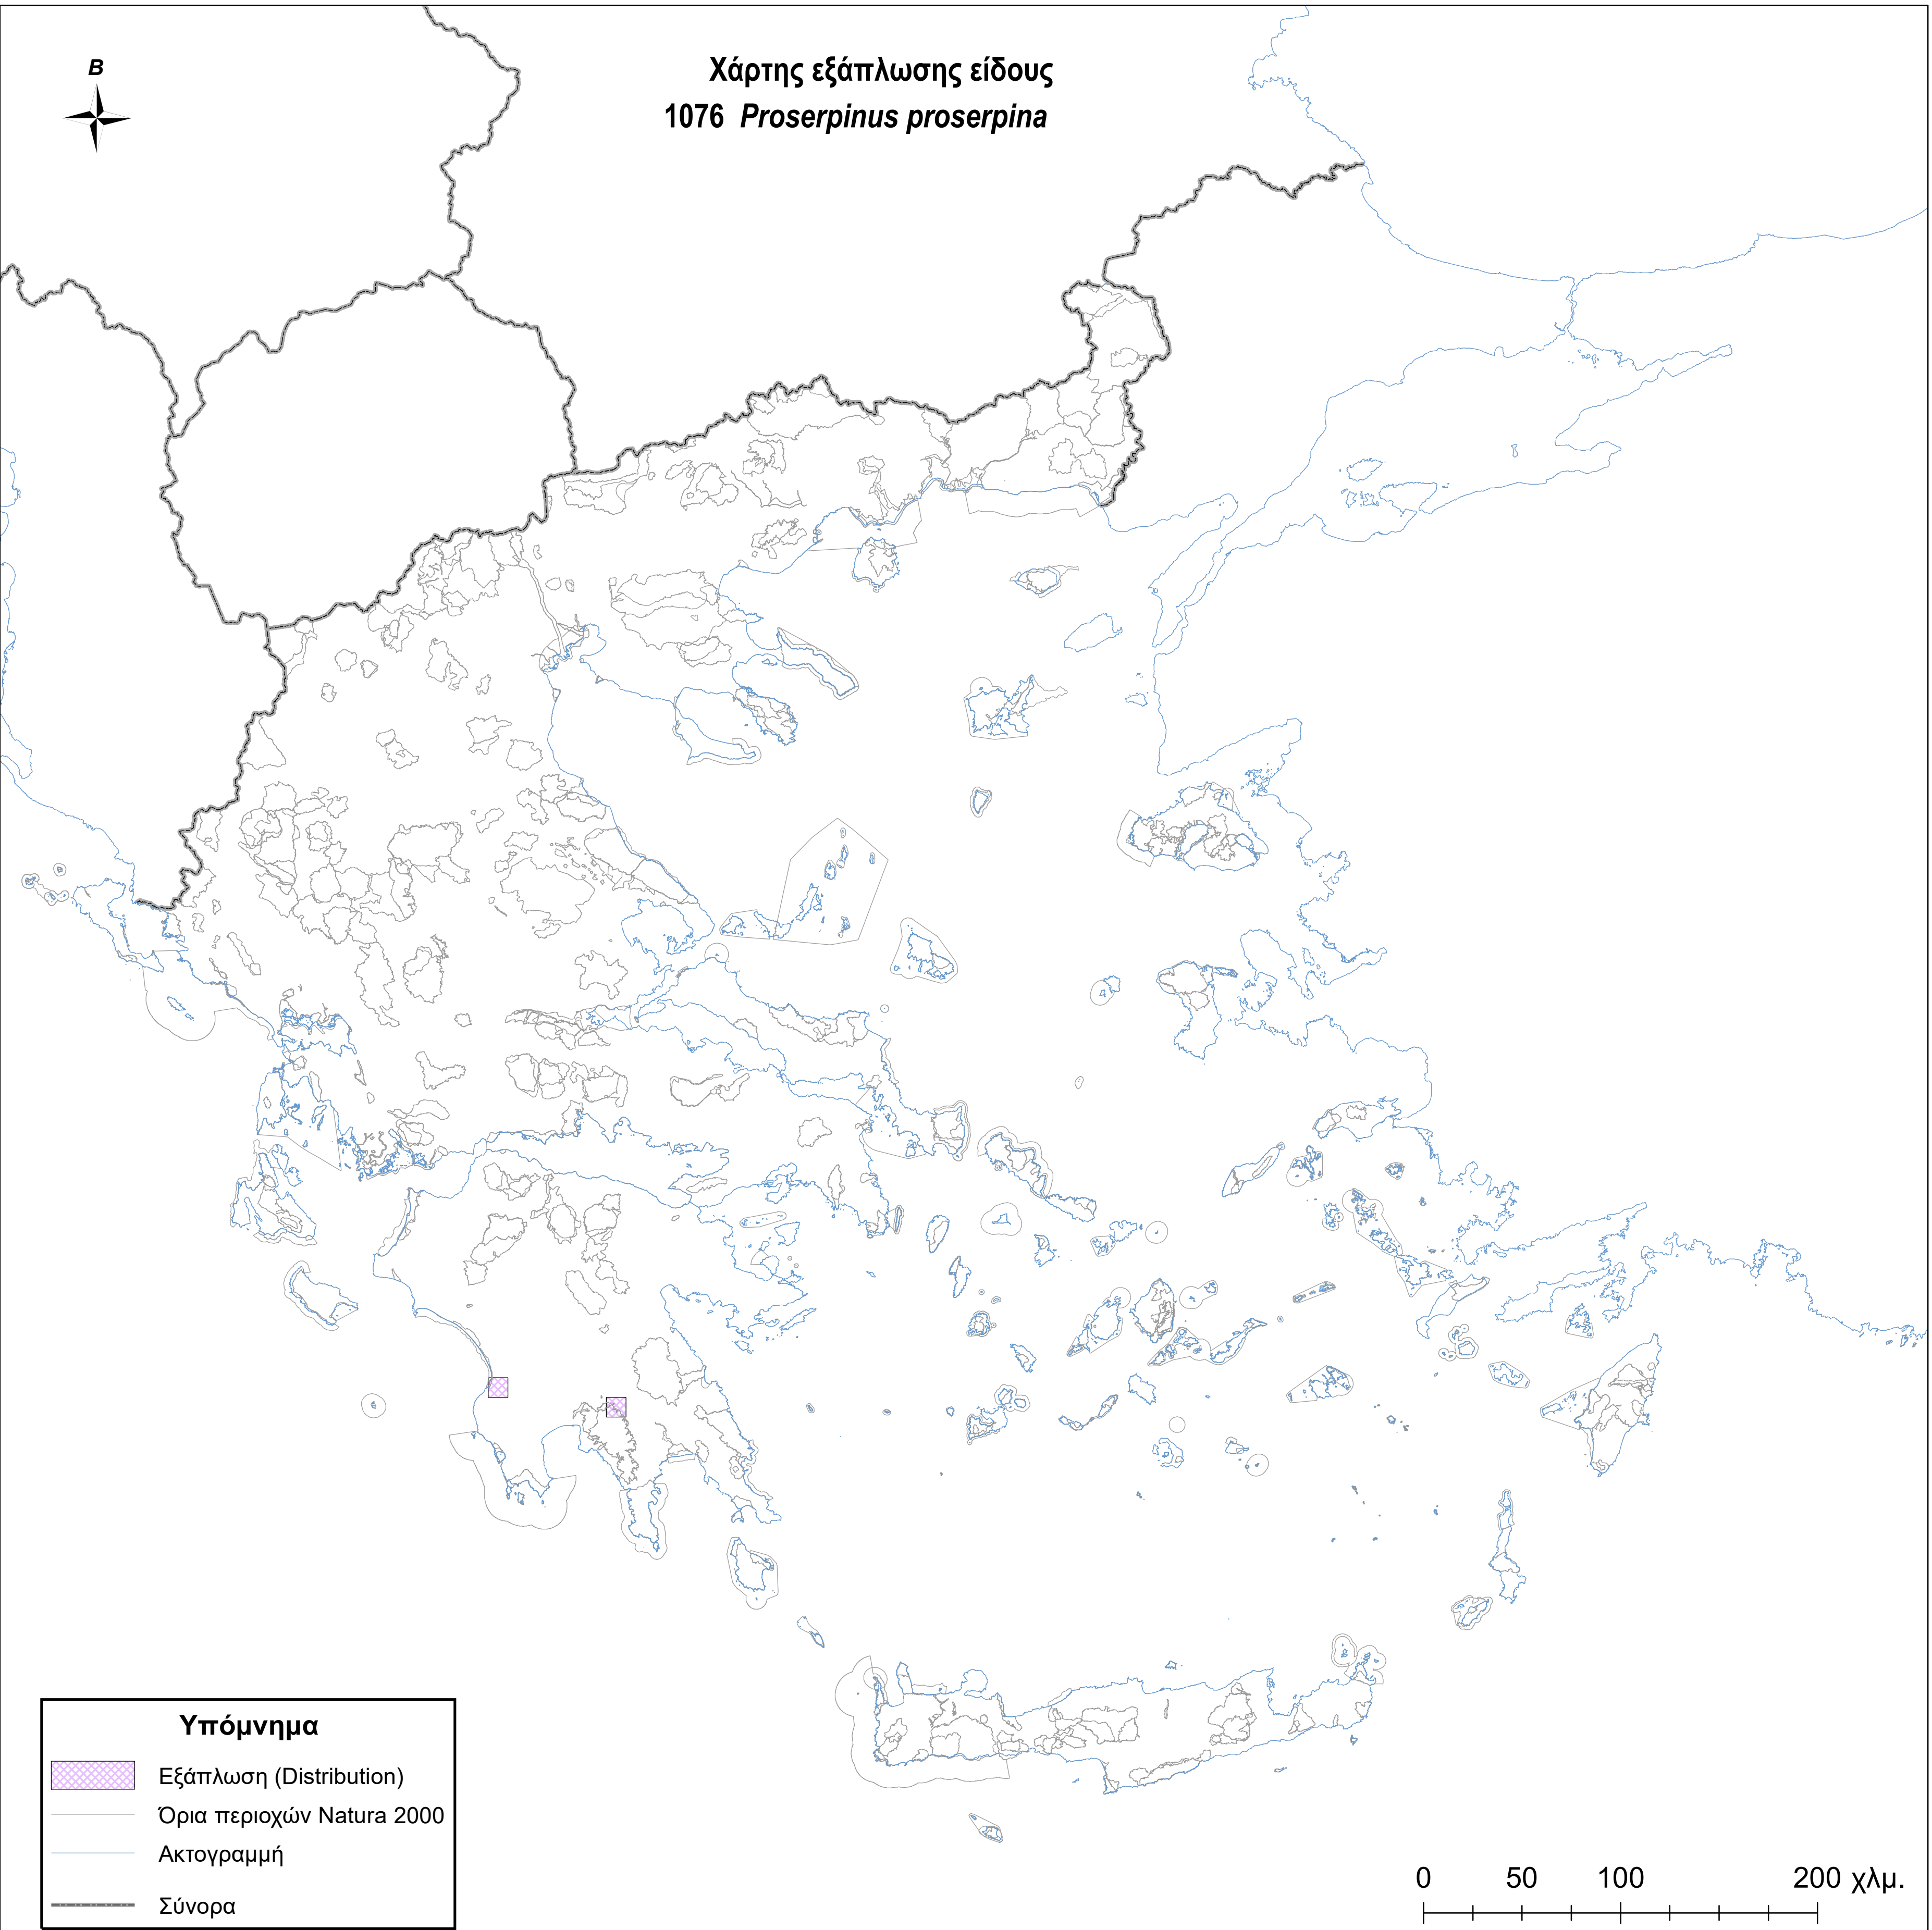 Χάρτης εξάπλωσης είδους
1076 Proserpinus proserpina
Β
Υπόμνημα
Εξάπλωση (Distribution)
Όρια περιοχών Natura 2000
Ακτογραμμή
Σύνορα
0 50 100 200 χλμ.